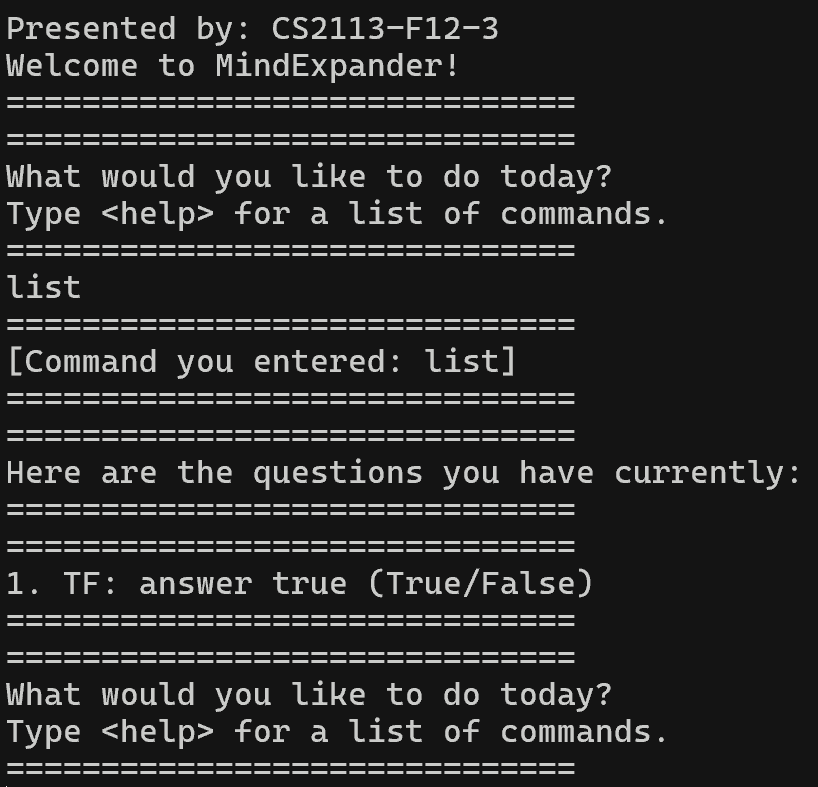 Presented by: CS2113-F12-3
Welcome to MindExpander!
==============================
==============================
What would you like to do today?
Type <help> for a list of commands.
==============================
list
==============================
[Command you entered: list]
==============================
==============================
Here are the questions you have currently:
==============================
==============================
1. TF: answer true (True/False)
==============================
==============================
What would you like to do today?
Type <help> for a list of commands.
==============================